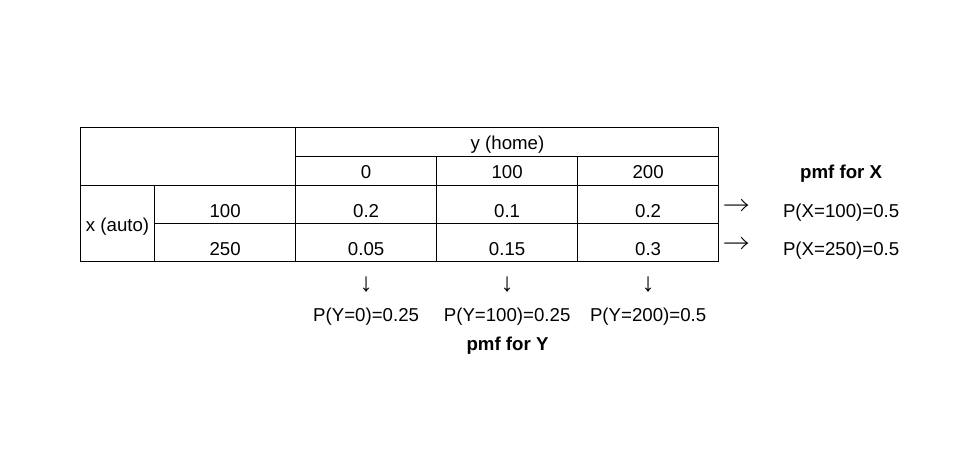 y (home)
0 100 200 pmf for X
x (auto) 100 0.2 0.1 0.2 → P(X=100)=0.5
250 0.05 0.15 0.3 → P(X=250)=0.5
↓ ↓ ↓
P(Y=0)=0.25 P(Y=100)=0.25 P(Y=200)=0.5
pmf for Y